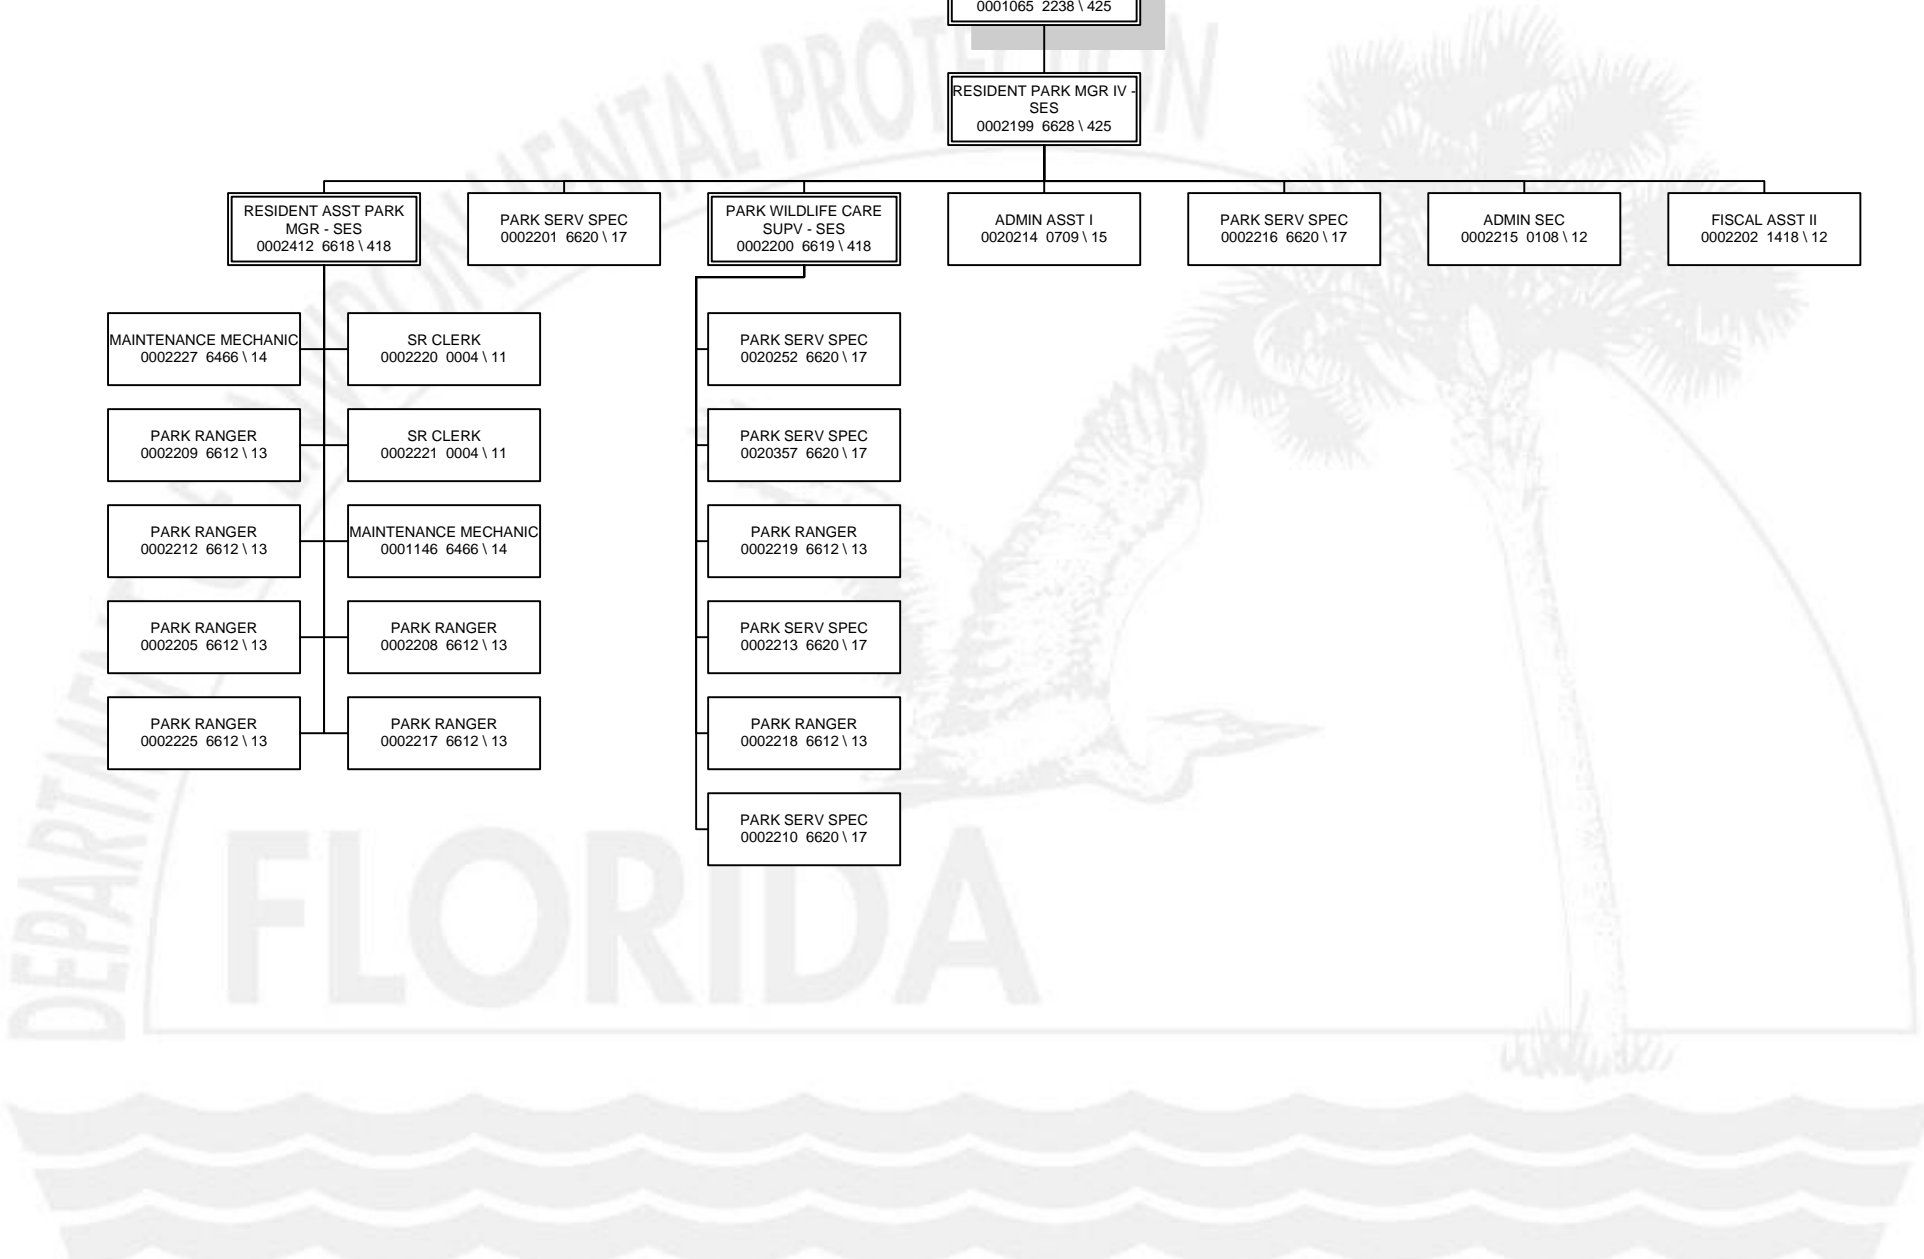 0001065 2238 \ 425
RESIDENT PARK MGR IV -
SES
0002199 6628 \ 425
RESIDENT ASST PARK
MGR - SES
0002412 6618 \ 418
PARK SERV SPEC
0002201 6620 \ 17
PARK WILDLIFE CARE
SUPV - SES
0002200 6619 \ 418
ADMIN ASST I
0020214 0709 \ 15
PARK SERV SPEC
0002216 6620 \ 17
ADMIN SEC
0002215 0108 \ 12
FISCAL ASST II
0002202 1418 \ 12
MAINTENANCE MECHANIC
0002227 6466 \ 14
SR CLERK
0002220 0004 \ 11
PARK SERV SPEC
0020252 6620 \ 17
PARK RANGER
0002209 6612 \ 13
SR CLERK
0002221 0004 \ 11
PARK SERV SPEC
0020357 6620 \ 17
PARK RANGER
0002212 6612 \ 13
MAINTENANCE MECHANIC
0001146 6466 \ 14
PARK RANGER
0002219 6612 \ 13
PARK RANGER
0002205 6612 \ 13
PARK RANGER
0002208 6612 \ 13
PARK SERV SPEC
0002213 6620 \ 17
PARK RANGER
0002225 6612 \ 13
PARK RANGER
0002217 6612 \ 13
PARK RANGER
0002218 6612 \ 13
PARK SERV SPEC
0002210 6620 \ 17
DEPARTMENT OF ENVIRONMENTAL PROTECTION
FLORIDA